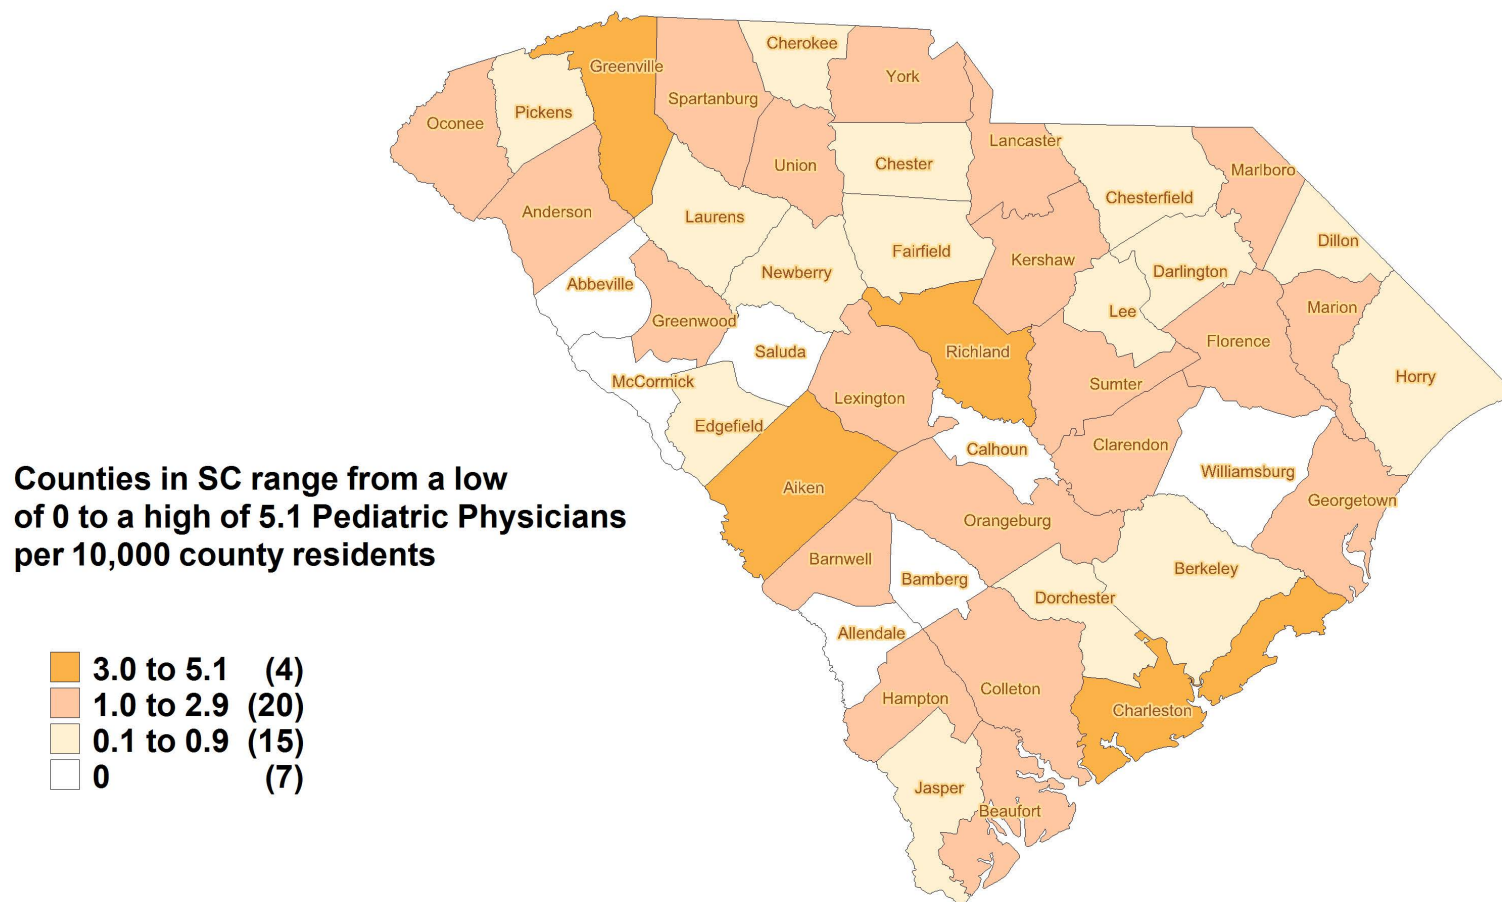 Cherokee
Greenville
York
Spartanburg
Pickens
Oconee
Lancaster
Union
Chester
Marlboro
Chesterfield
Anderson
Laurens
Dillon
Fairfield
Kershaw
Newberry
Darlington
Abbeville
Marion
Lee
Greenwood
Florence
Saluda
Richland
Horry
McCormick
Sumter
Lexington
Edgefield
Clarendon
Calhoun
Williamsburg
Aiken
Georgetown
Orangeburg
Barnwell
Berkeley
Bamberg
Dorchester
Allendale
Colleton
Hampton
Charleston
Jasper
Beaufort
Counties in SC range from a low
of 0 to a high of 5.1 Pediatric Physicians
per 10,000 county residents
3.0 to 5.1 (4)
1.0 to 2.9 (20)
0.1 to 0.9 (15)
0 (7)